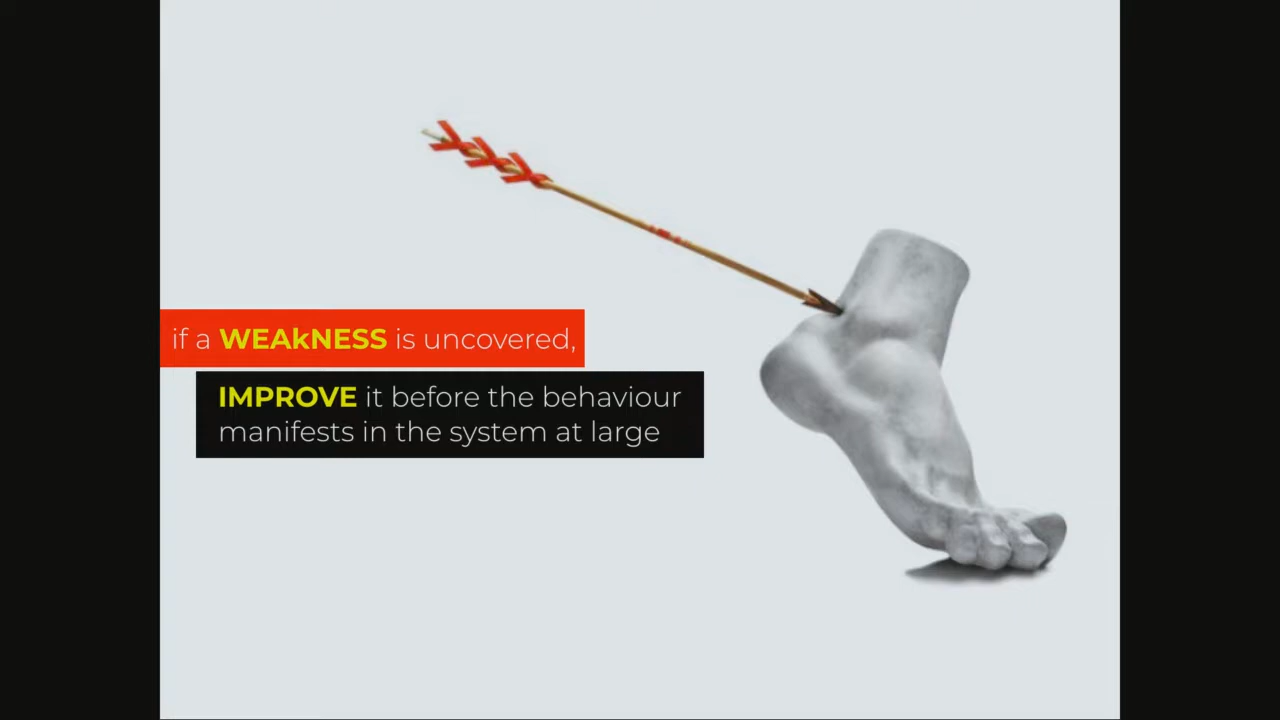 if a WEAkNESS is uncovered,
IMPROVE it before the behaviour
manifests in the system at large